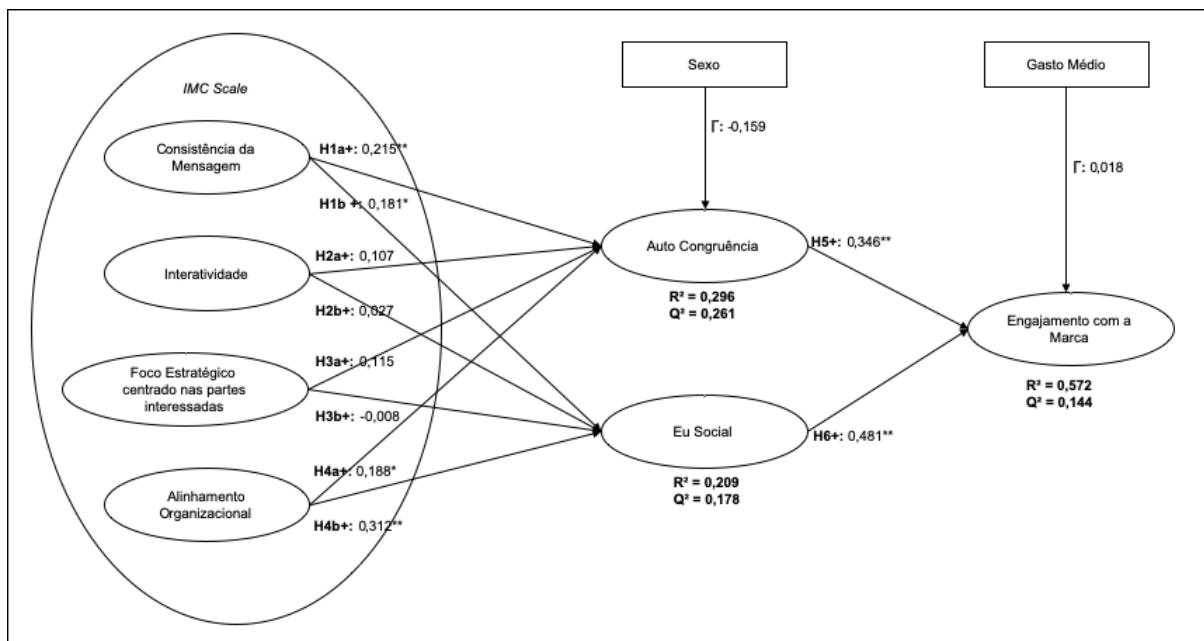 IMC Scale
Consistência da
Mensagem
Interatividade
Foco Estratégico
centrado nas partes
interessadas
Alinhamento
Organizacional
H1a+: 0,215**
H1b +: 0,181*
H2a+: 0,107
H2b+: 0,027
H3a+: 0,115
H3b+: -0,008
H4a+: 0,188*
H4b+: 0,312**
Sexo
Γ: -0,159
Auto Congruência
R² = 0,296
Q² = 0,261
Eu Social
R² = 0,209
Q² = 0,178
H5+: 0,346**
H6+: 0,481**
Gasto Médio
Γ: 0,018
Engajamento com a
Marca
R² = 0,572
Q² = 0,144